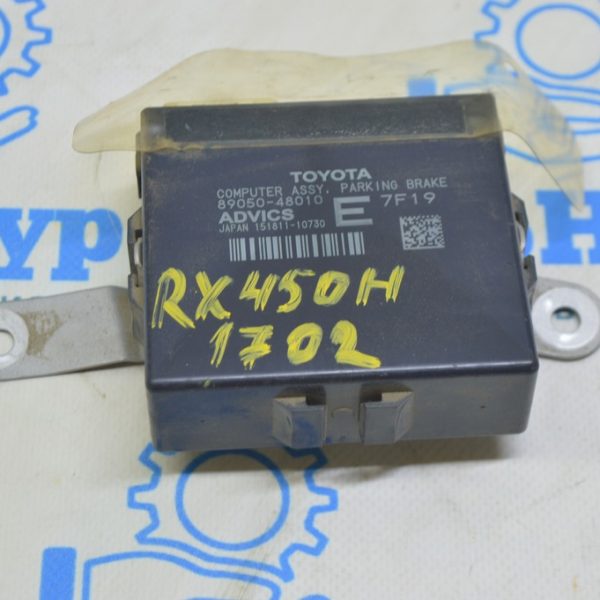 TOYOTA
COMPUTER ASSY, PARKING BRAKE
89050-48010
E 7F19
ADVICS
JAPAN 151811-10730
RX450H
1702